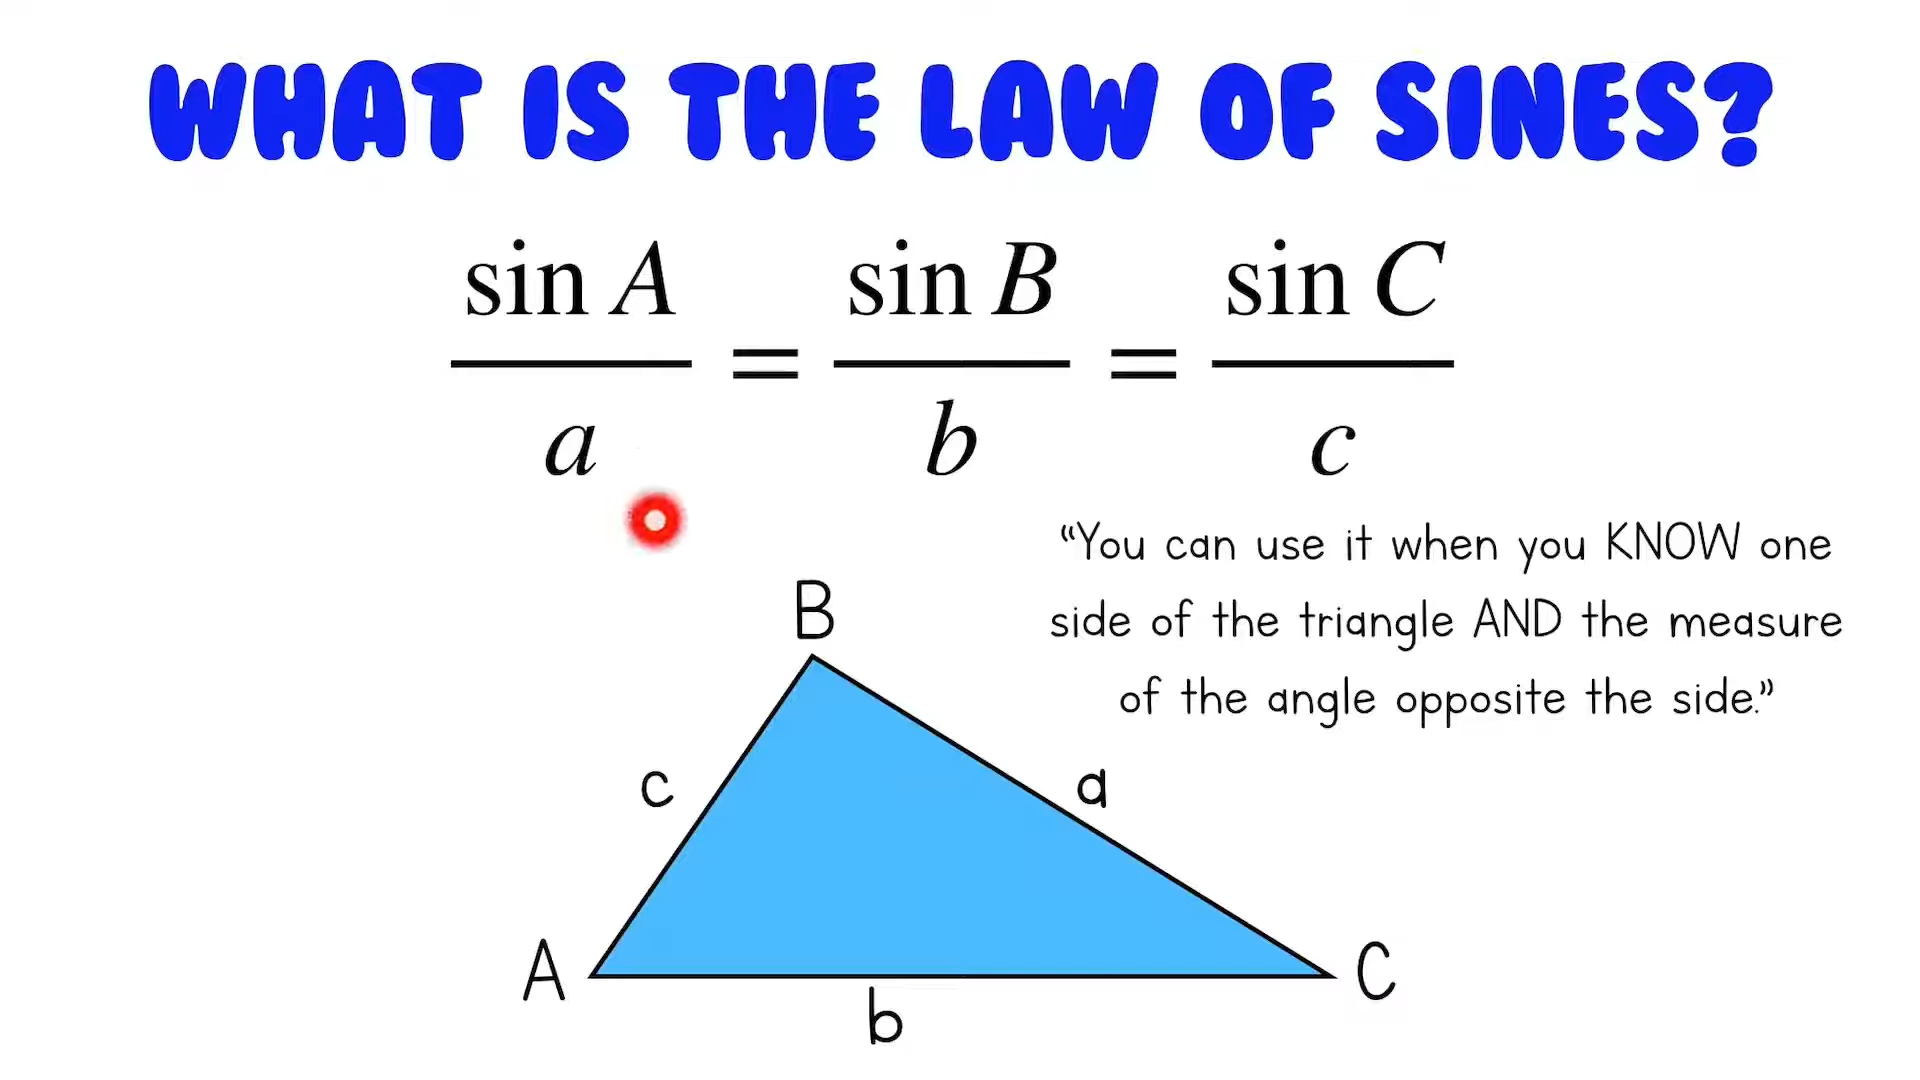 WHAT IS THE LAW OF SINES?
sin A / a = sin B / b = sin C / c
“You can use it when you KNOW one
side of the triangle AND the measure
of the angle opposite the side.”
B
c
a
A
C
b